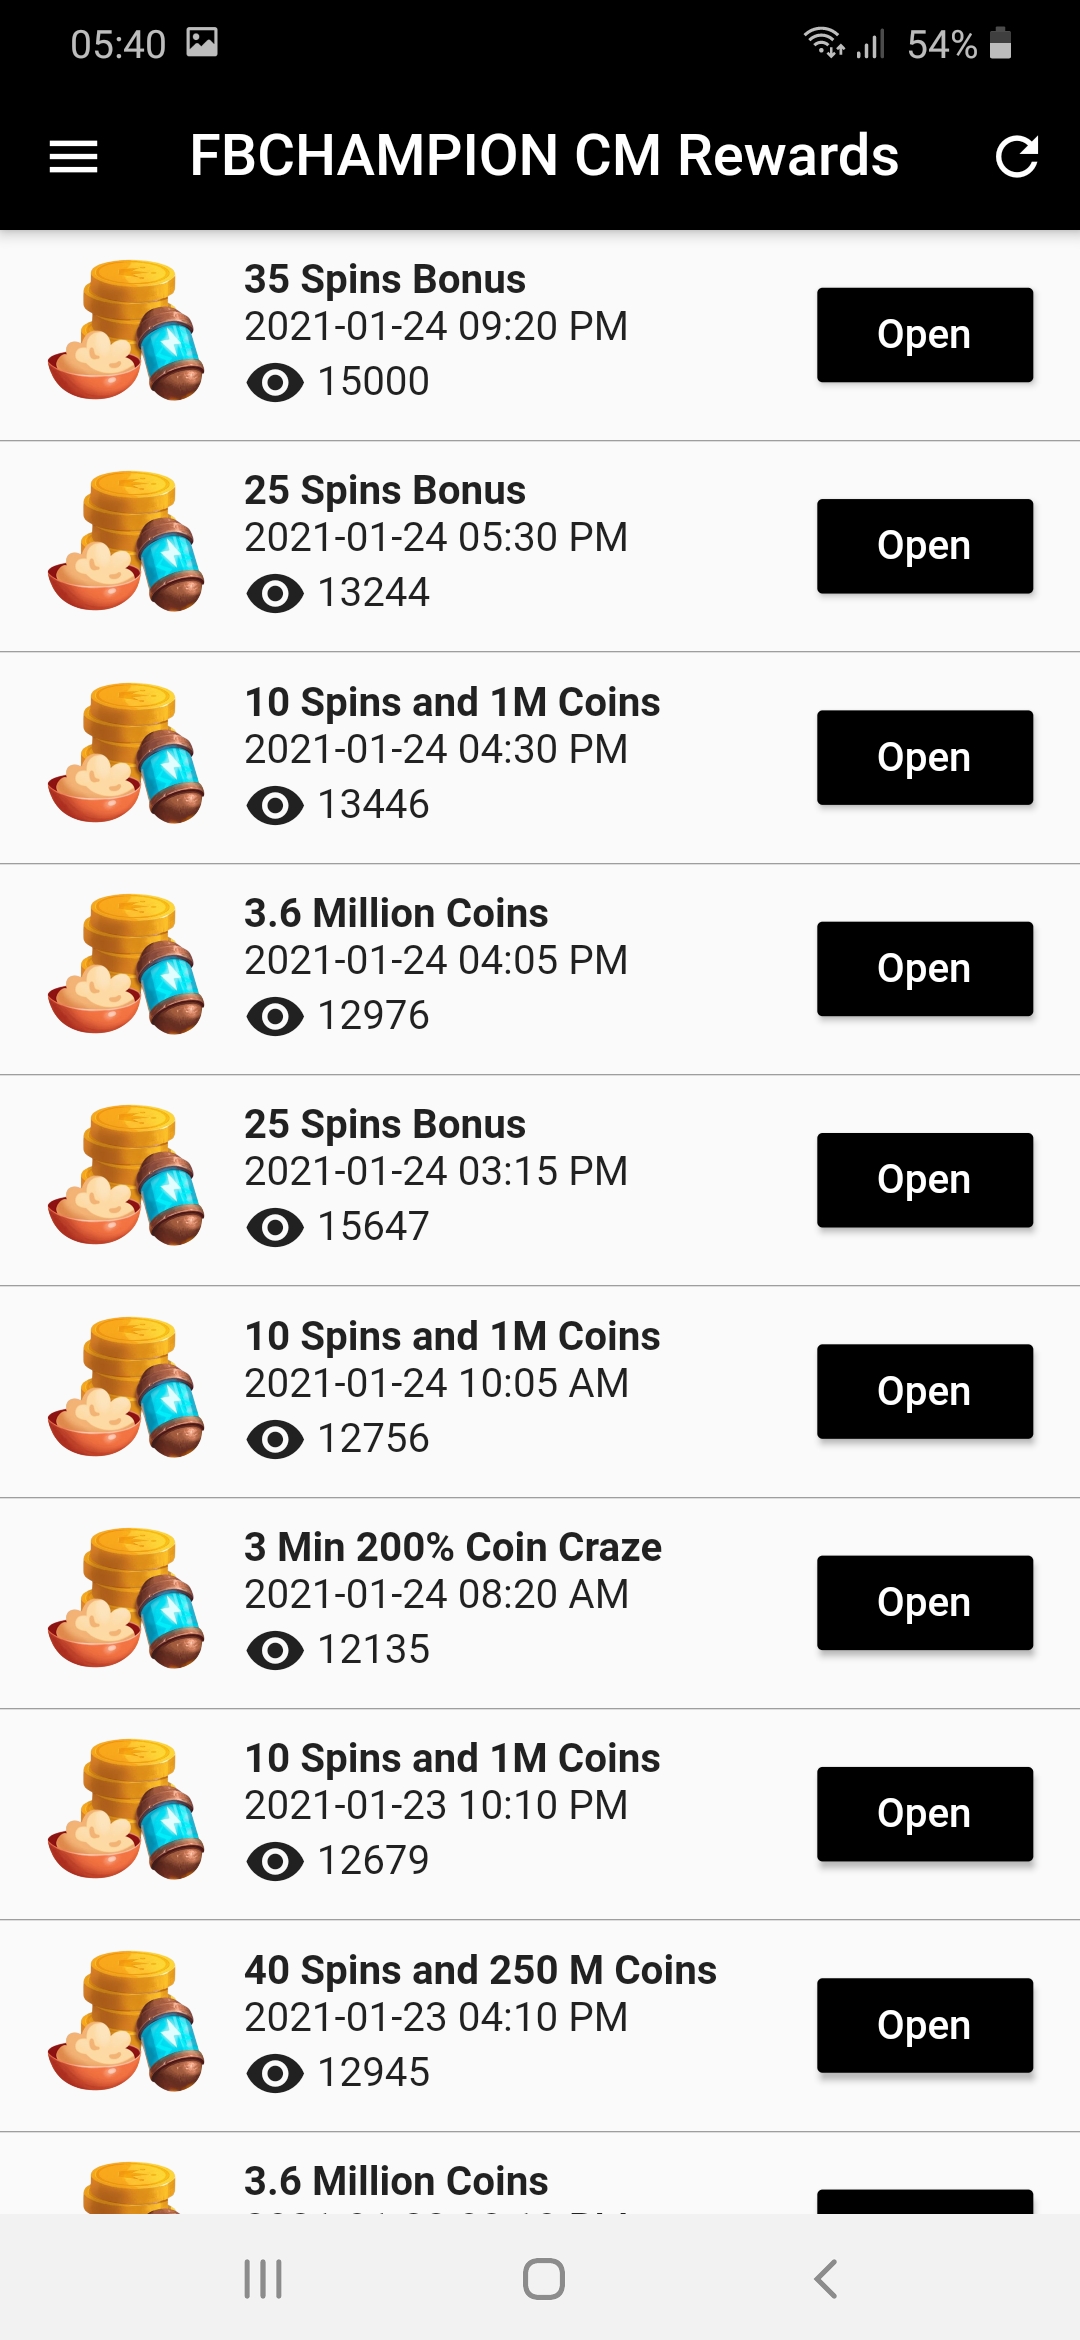 05:40
54%
FBCHAMPION CM Rewards
35 Spins Bonus
2021-01-24 09:20 PM
15000
Open
25 Spins Bonus
2021-01-24 05:30 PM
13244
Open
10 Spins and 1M Coins
2021-01-24 04:30 PM
13446
Open
3.6 Million Coins
2021-01-24 04:05 PM
12976
Open
25 Spins Bonus
2021-01-24 03:15 PM
15647
Open
10 Spins and 1M Coins
2021-01-24 10:05 AM
12756
Open
3 Min 200% Coin Craze
2021-01-24 08:20 AM
12135
Open
10 Spins and 1M Coins
2021-01-23 10:10 PM
12679
Open
40 Spins and 250 M Coins
2021-01-23 04:10 PM
12945
Open
3.6 Million Coins